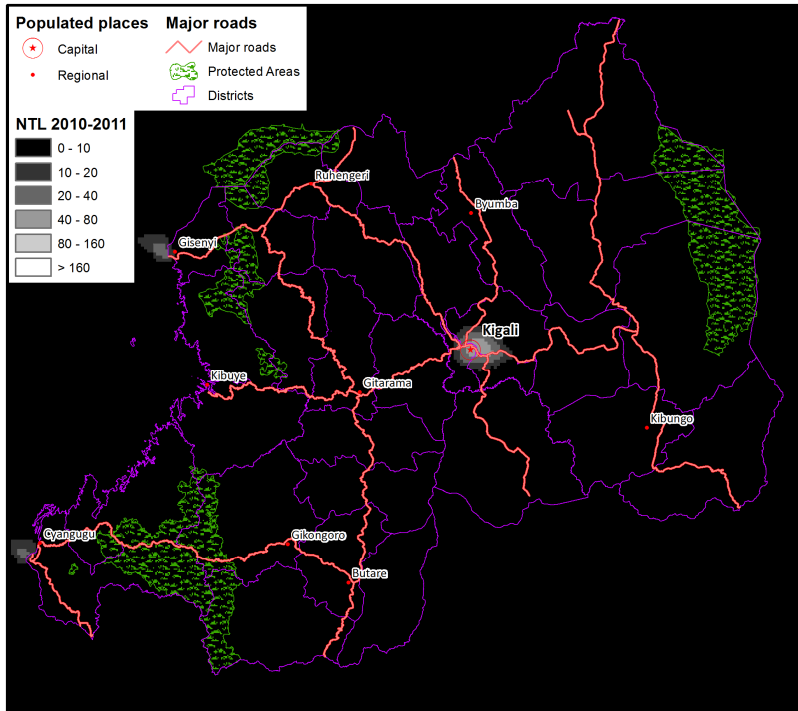 Populated places
Capital
Regional
Major roads
Major roads
Protected Areas
Districts
NTL 2010-2011
0 - 10
10 - 20
20 - 40
40 - 80
80 - 160
> 160
Ruhengeri
Byumba
Gisenyi
Kigali
Kibuye
Gitarama
Kibungo
Cyangugu
Gikongoro
Butare